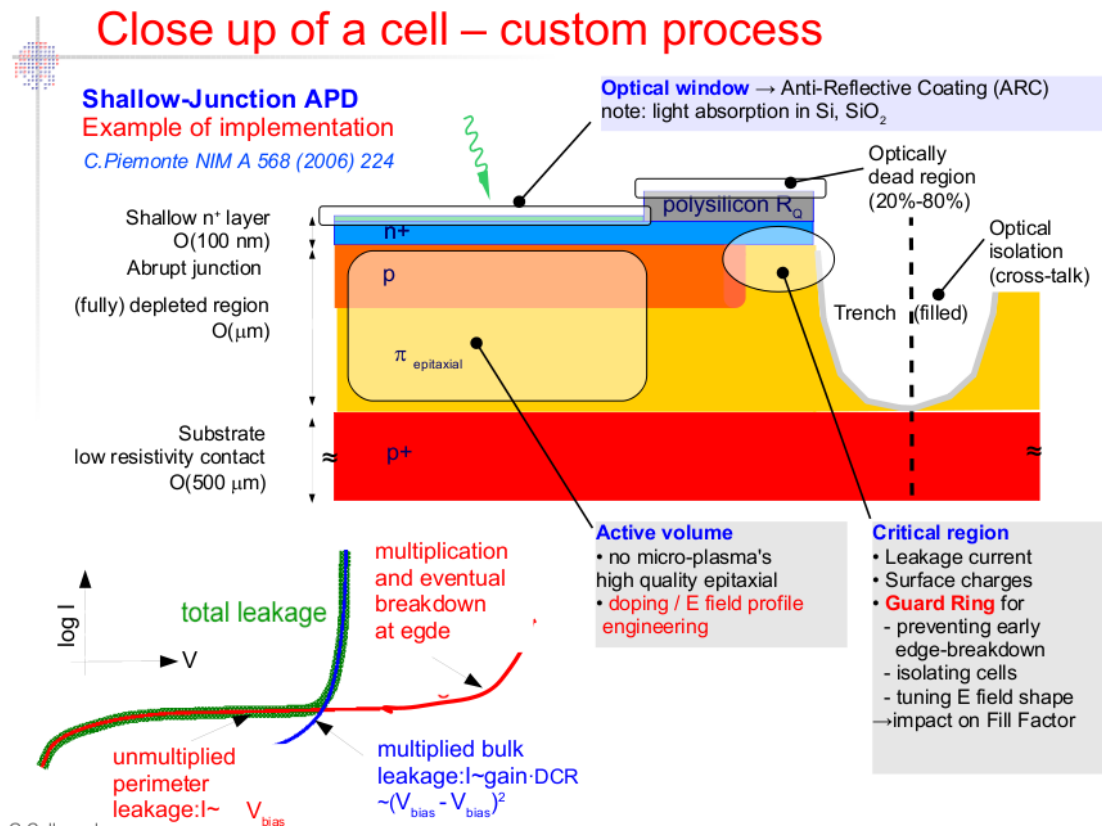 Close up of a cell – custom process
Shallow-Junction APD
Example of implementation
C.Piemonte NIM A 568 (2006) 224
Optical window → Anti-Reflective Coating (ARC)
note: light absorption in Si, SiO₂
Optically
dead region
(20%-80%)
Optical
isolation
(cross-talk)
Shallow n⁺ layer
O(100 nm)
Abrupt junction
(fully) depleted region
O(μm)
Substrate
low resistivity contact
O(500 μm)
polysilicon R_Q
n+
p
π epitaxial
p+
Trench (filled)
≈
≈
Active volume
• no micro-plasma's
high quality epitaxial
• doping / E field profile
engineering
Critical region
• Leakage current
• Surface charges
• Guard Ring for
- preventing early
edge-breakdown
- isolating cells
- tuning E field shape
→impact on Fill Factor
log I
V
total leakage
multiplication
and eventual
breakdown
at egde
unmultiplied
perimeter
leakage:I~ V_bias
multiplied bulk
leakage:I~gain·DCR
~(V_bias - V_bias)²